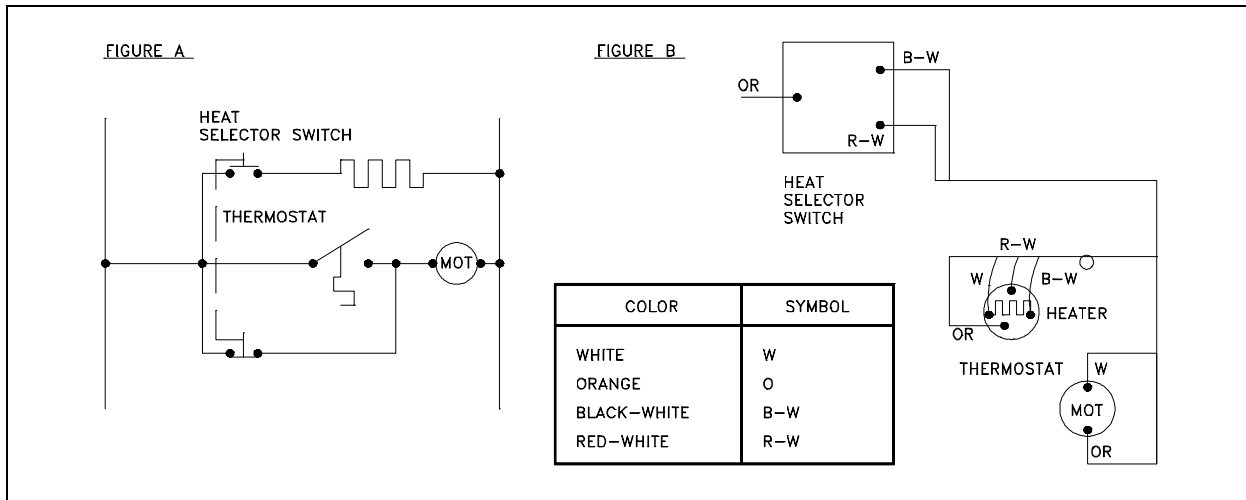 FIGURE A
HEAT
SELECTOR SWITCH
THERMOSTAT
MOT
FIGURE B
B-W
OR
R-W
HEAT
SELECTOR
SWITCH
R-W
W
B-W
HEATER
OR
THERMOSTAT
W
MOT
OR
COLOR SYMBOL
WHITE W
ORANGE O
BLACK-WHITE B-W
RED-WHITE R-W